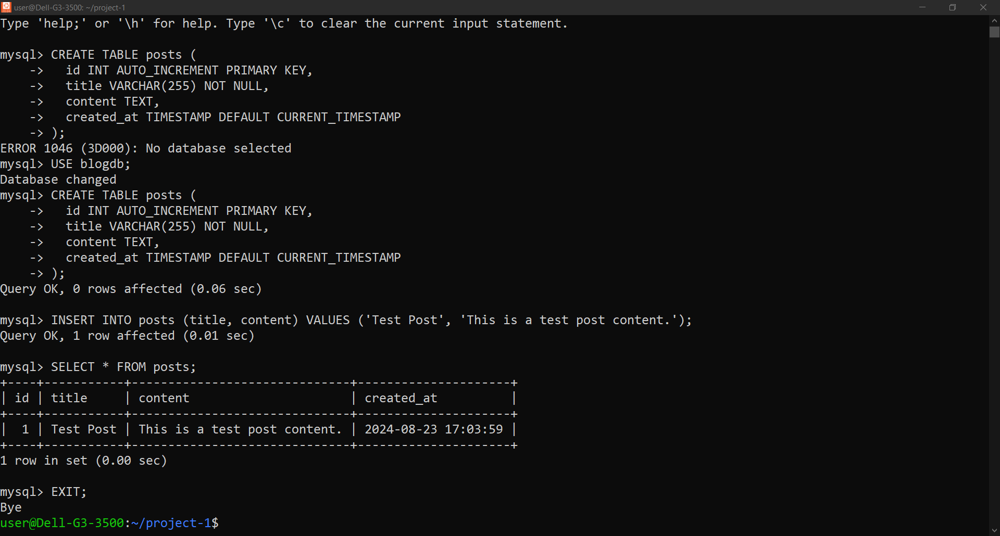 user@Dell-G3-3500: ~/project-1
Type 'help;' or '\h' for help. Type '\c' to clear the current input statement.
mysql> CREATE TABLE posts (
    ->   id INT AUTO_INCREMENT PRIMARY KEY,
    ->   title VARCHAR(255) NOT NULL,
    ->   content TEXT,
    ->   created_at TIMESTAMP DEFAULT CURRENT_TIMESTAMP
    -> );
ERROR 1046 (3D000): No database selected
mysql> USE blogdb;
Database changed
mysql> CREATE TABLE posts (
    ->   id INT AUTO_INCREMENT PRIMARY KEY,
    ->   title VARCHAR(255) NOT NULL,
    ->   content TEXT,
    ->   created_at TIMESTAMP DEFAULT CURRENT_TIMESTAMP
    -> );
Query OK, 0 rows affected (0.06 sec)
mysql> INSERT INTO posts (title, content) VALUES ('Test Post', 'This is a test post content.');
Query OK, 1 row affected (0.01 sec)
mysql> SELECT * FROM posts;
+----+-----------+------------------------------+---------------------+
| id | title     | content                      | created_at          |
+----+-----------+------------------------------+---------------------+
|  1 | Test Post | This is a test post content. | 2024-08-23 17:03:59 |
+----+-----------+------------------------------+---------------------+
1 row in set (0.00 sec)
mysql> EXIT;
Bye
user@Dell-G3-3500:~/project-1$